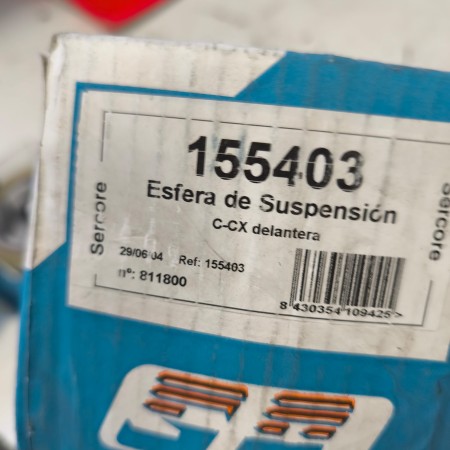 155403
Esfera de Suspensión
C-CX delantera
29/06/04 Ref: 155403
nº: 811800
8 430354 109425 >
Sercore
Sercore